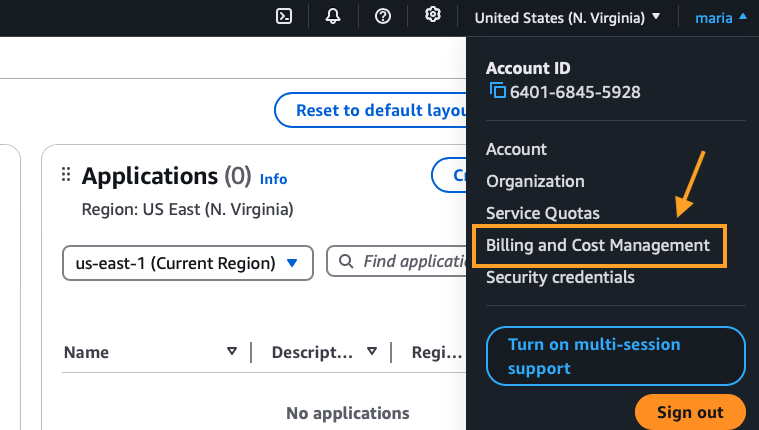 United States (N. Virginia)
maria
Account ID
6401-6845-5928
Reset to default layou
Account
Organization
Service Quotas
Billing and Cost Management
Security credentials
Turn on multi-session
support
Sign out
Applications (0) Info
Cr
Region: US East (N. Virginia)
us-east-1 (Current Region)
Find applicati
Name
Descript...
Regi...
No applications